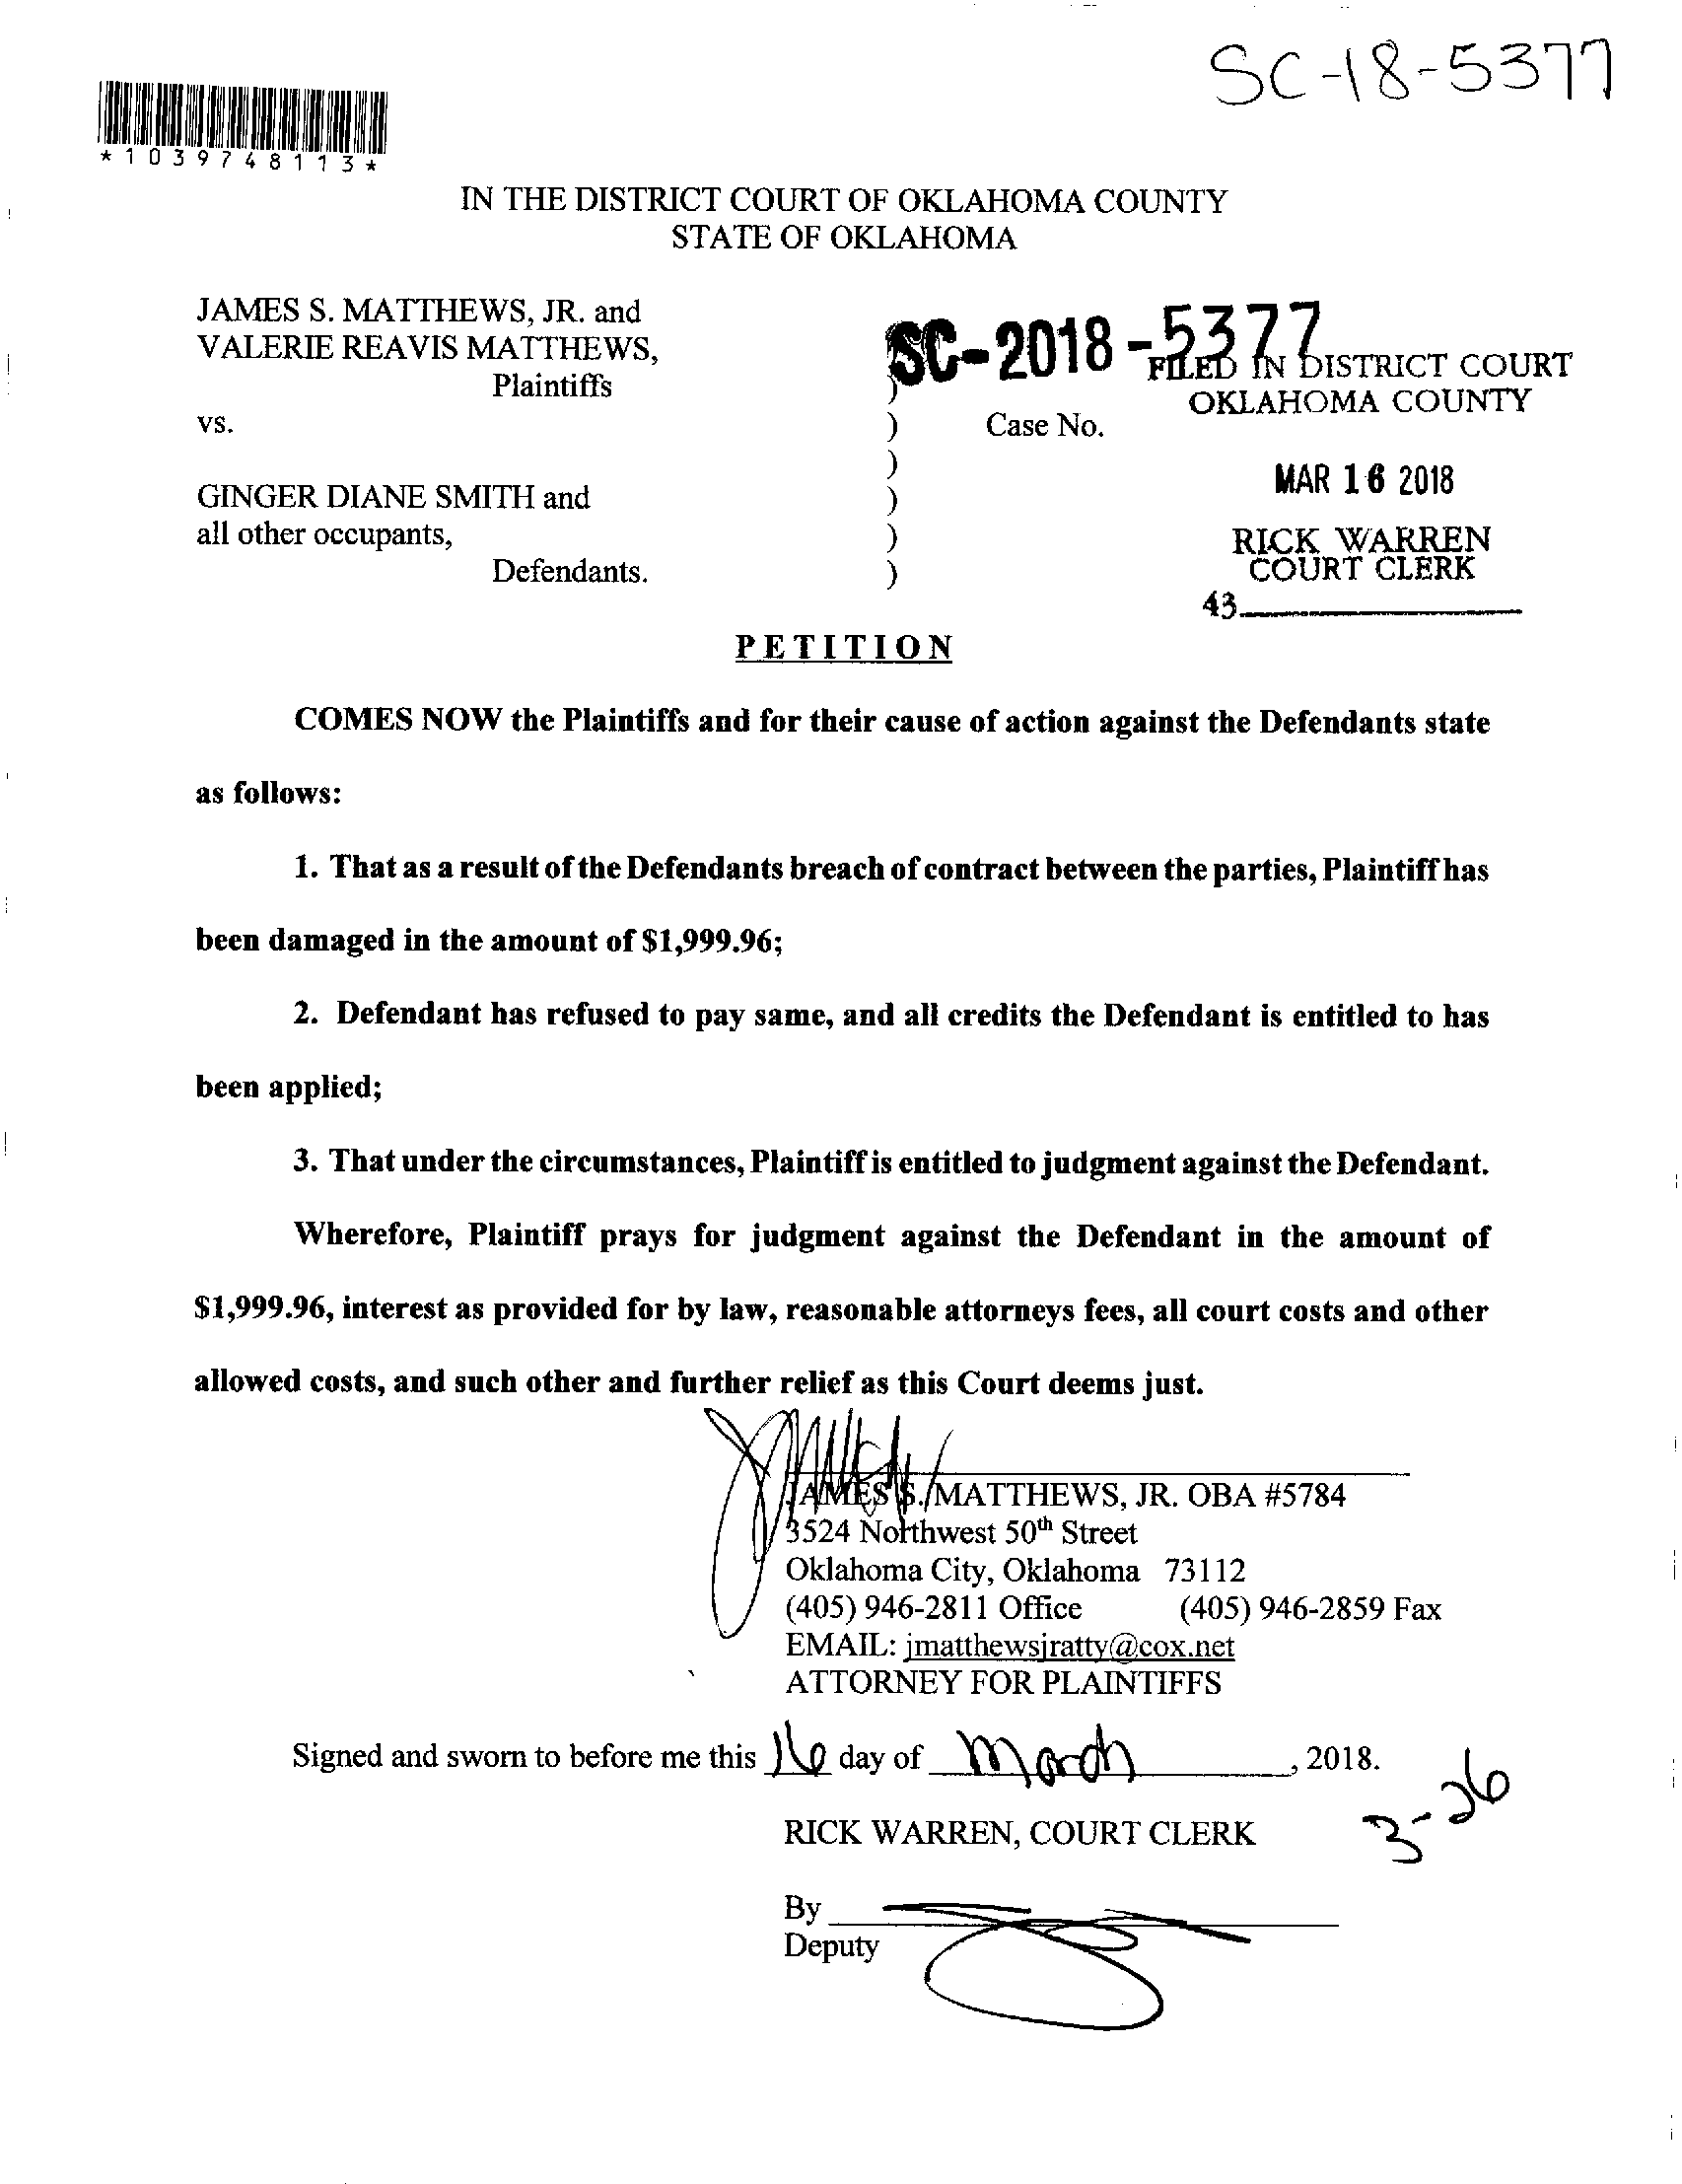 SC-18-5377
*1039748113*
IN THE DISTRICT COURT OF OKLAHOMA COUNTY
STATE OF OKLAHOMA
JAMES S. MATTHEWS, JR. and
VALERIE REAVIS MATTHEWS,
Plaintiffs
vs.
GINGER DIANE SMITH and
all other occupants,
Defendants.
)
)
)
)
)
)
SC-2018-5377
FILED IN DISTRICT COURT
OKLAHOMA COUNTY
Case No.
MAR 16 2018
RICK WARREN
COURT CLERK
43
PETITION
COMES NOW the Plaintiffs and for their cause of action against the Defendants state
as follows:
1. That as a result of the Defendants breach of contract between the parties, Plaintiff has
been damaged in the amount of $1,999.96;
2. Defendant has refused to pay same, and all credits the Defendant is entitled to has
been applied;
3. That under the circumstances, Plaintiff is entitled to judgment against the Defendant.
Wherefore, Plaintiff prays for judgment against the Defendant in the amount of
$1,999.96, interest as provided for by law, reasonable attorneys fees, all court costs and other
allowed costs, and such other and further relief as this Court deems just.
JAMES S. MATTHEWS, JR. OBA #5784
3524 Northwest 50th Street
Oklahoma City, Oklahoma 73112
(405) 946-2811 Office (405) 946-2859 Fax
EMAIL: jmatthewsjratty@cox.net
ATTORNEY FOR PLAINTIFFS
Signed and sworn to before me this 16 day of March, 2018.
3-26
RICK WARREN, COURT CLERK
By
Deputy